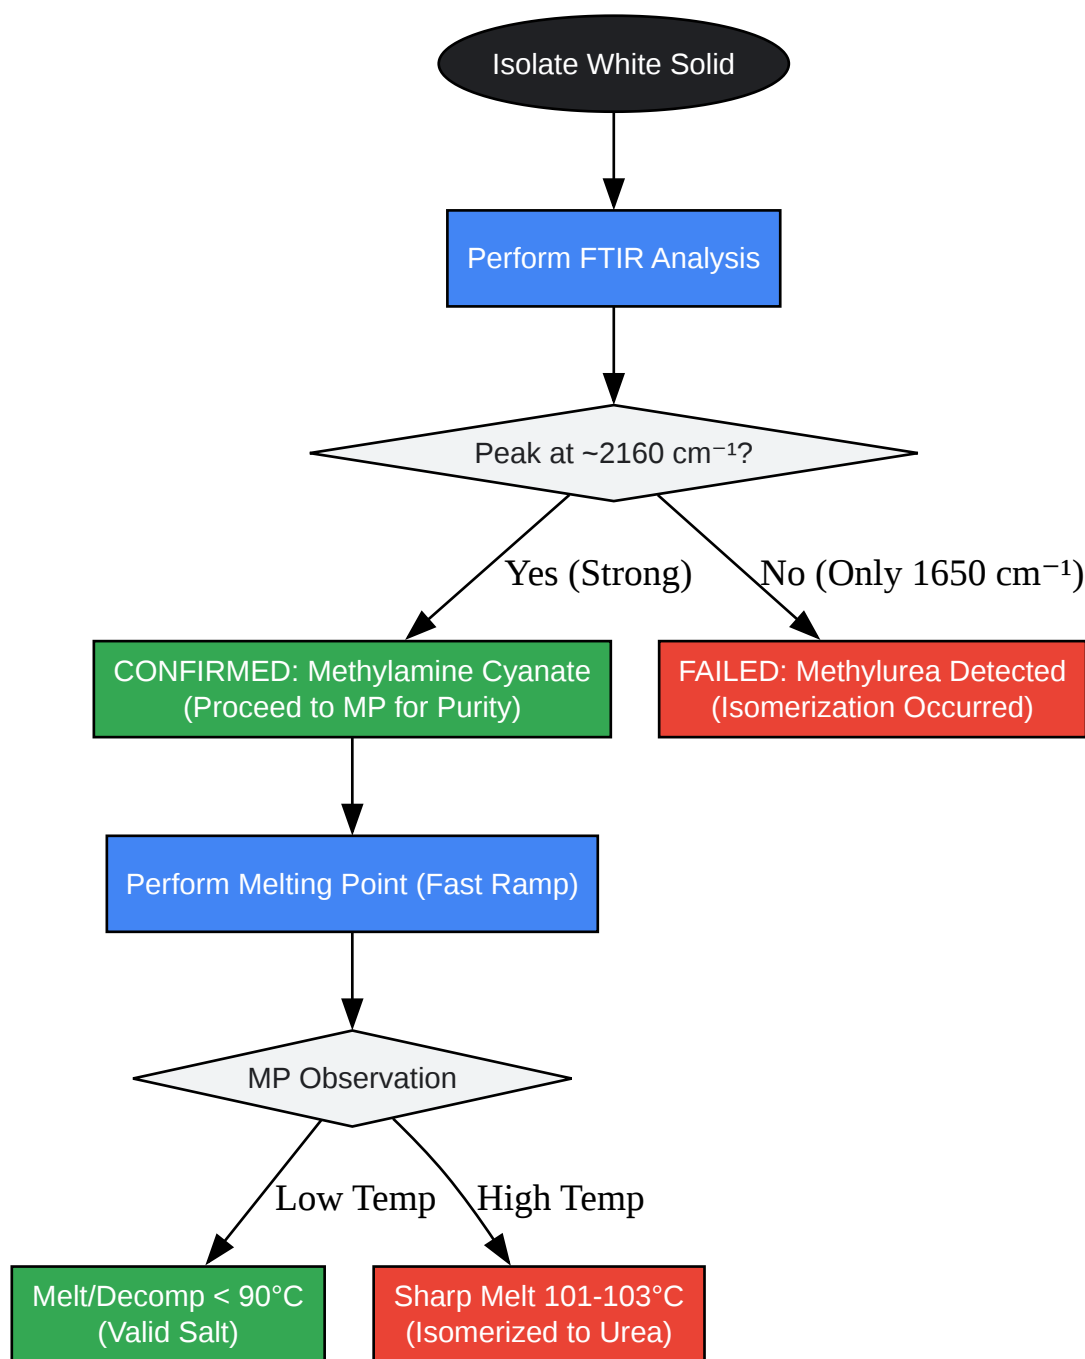 Isolate White Solid
Perform FTIR Analysis
Peak at ~2160 cm⁻¹?
Yes (Strong)
No (Only 1650 cm⁻¹)
CONFIRMED: Methylamine Cyanate
(Proceed to MP for Purity)
FAILED: Methylurea Detected
(Isomerization Occurred)
Perform Melting Point (Fast Ramp)
MP Observation
Low Temp
High Temp
Melt/Decomp < 90°C
(Valid Salt)
Sharp Melt 101-103°C
(Isomerized to Urea)